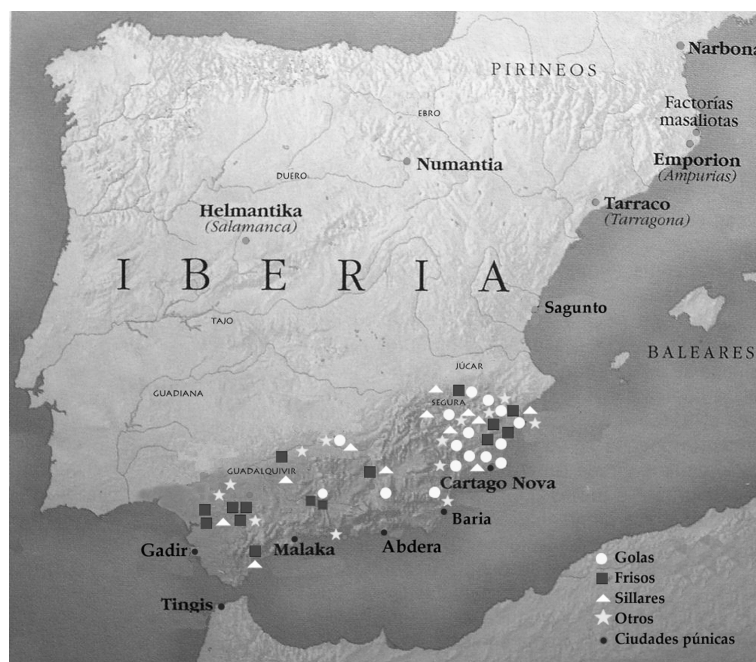 Narbona
PIRINEOS
Factorías
masaliotas
EBRO
Emporion
(Ampurias)
Numantia
DUERO
Tarraco
(Tarragona)
Helmantika
(Salamanca)
I B E R I A
Sagunto
TAJO
BALEARES
JÚCAR
GUADIANA
SEGURA
GUADALQUIVIR
Cartago Nova
Baria
Gadir
Malaka
Abdera
Golas
Frisos
Sillares
Otros
Ciudades púnicas
Tingis